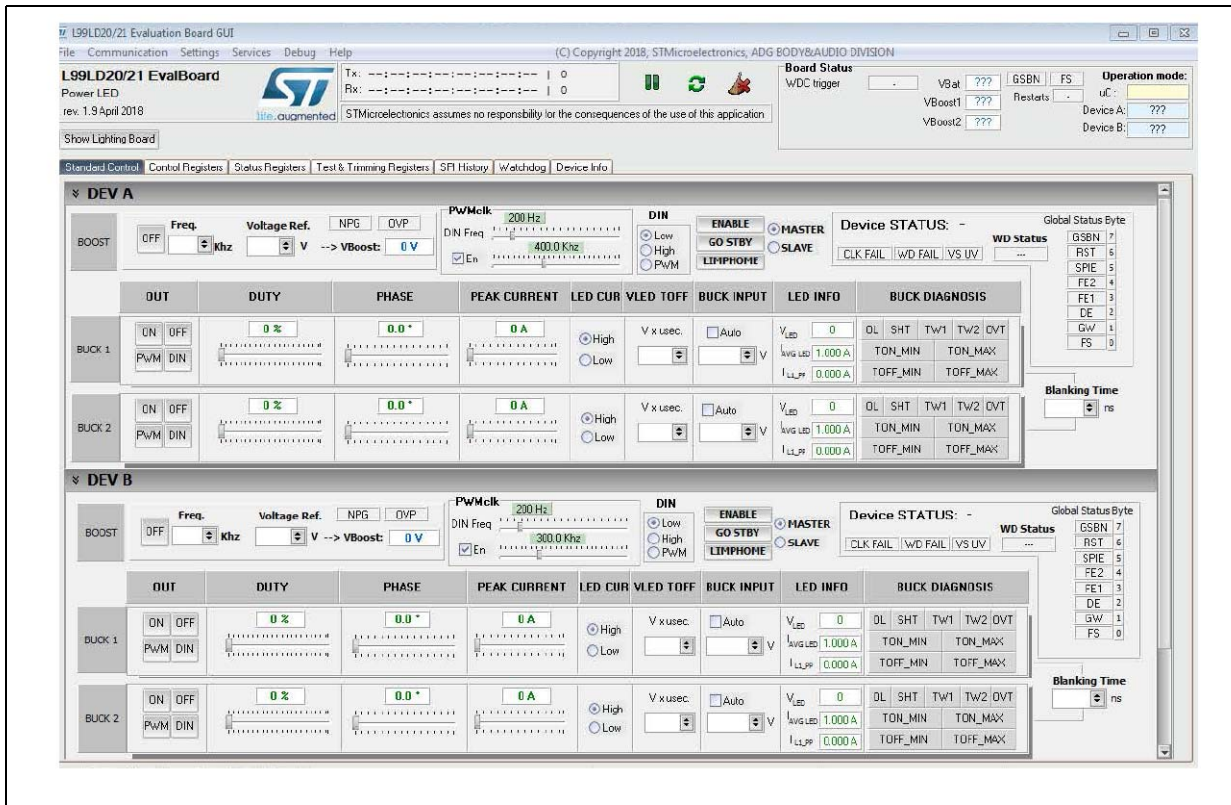 L99LD20/21 Evaluation Board GUI
File Communication Settings Services Debug Help (C) Copyright 2018, STMicroelectronics, ADG BODY&AUDIO DIVISION
L99LD20/21 EvalBoard
Power LED
rev. 1.9 April 2018
ST
life.augmented
Tx: --:--:--:--:--:--:-- | 0
Rx: --:--:--:--:--:--:-- | 0
STMicroelectronics assumes no responsbility for the consequences of the use of this application
Board Status
WDC trigger - VBat ??? GSBN FS Operation mode:
VBoost1 ??? Restarts - uC:
VBoost2 ??? Device A: ???
Device B: ???
Show Lighting Board
Standard Control Control Registers Status Registers Test & Trimming Registers SPI History Watchdog Device Info
DEV A
BOOST OFF Freq. Khz Voltage Ref. V NPG OVP --> VBoost: 0 V
PWMclk
DIN Freq 200 Hz
En 400.0 Khz
DIN
Low
High
PWM
ENABLE
GO STBY
LIMPHOME
MASTER
SLAVE
Device STATUS: -
CLK FAIL WD FAIL VS UV
WD Status
---
Global Status Byte
GSBN 7
RST 6
SPIE 5
FE2 4
FE1 3
DE 2
GW 1
FS 0
OUT DUTY PHASE PEAK CURRENT LED CUR VLED TOFF BUCK INPUT LED INFO BUCK DIAGNOSIS
BUCK 1
ON OFF
PWM DIN
0 % 0.0 ° 0 A
High
Low
V x usec.
Auto
V
VLED 0
IAVG LED 1.000 A
I L1_PP 0.000 A
OL SHT TW1 TW2 OVT
TON_MIN TON_MAX
TOFF_MIN TOFF_MAX
Blanking Time
ns
BUCK 2
ON OFF
PWM DIN
0 % 0.0 ° 0 A
High
Low
V x usec.
Auto
V
VLED 0
IAVG LED 1.000 A
I L1_PP 0.000 A
OL SHT TW1 TW2 OVT
TON_MIN TON_MAX
TOFF_MIN TOFF_MAX
DEV B
BOOST OFF Freq. Khz Voltage Ref. V NPG OVP --> VBoost: 0 V
PWMclk
DIN Freq 200 Hz
En 300.0 Khz
DIN
Low
High
PWM
ENABLE
GO STBY
LIMPHOME
MASTER
SLAVE
Device STATUS: -
CLK FAIL WD FAIL VS UV
WD Status
---
Global Status Byte
GSBN 7
RST 6
SPIE 5
FE2 4
FE1 3
DE 2
GW 1
FS 0
OUT DUTY PHASE PEAK CURRENT LED CUR VLED TOFF BUCK INPUT LED INFO BUCK DIAGNOSIS
BUCK 1
ON OFF
PWM DIN
0 % 0.0 ° 0 A
High
Low
V x usec.
Auto
V
VLED 0
IAVG LED 1.000 A
I L1_PP 0.000 A
OL SHT TW1 TW2 OVT
TON_MIN TON_MAX
TOFF_MIN TOFF_MAX
Blanking Time
ns
BUCK 2
ON OFF
PWM DIN
0 % 0.0 ° 0 A
High
Low
V x usec.
Auto
V
VLED 0
IAVG LED 1.000 A
I L1_PP 0.000 A
OL SHT TW1 TW2 OVT
TON_MIN TON_MAX
TOFF_MIN TOFF_MAX